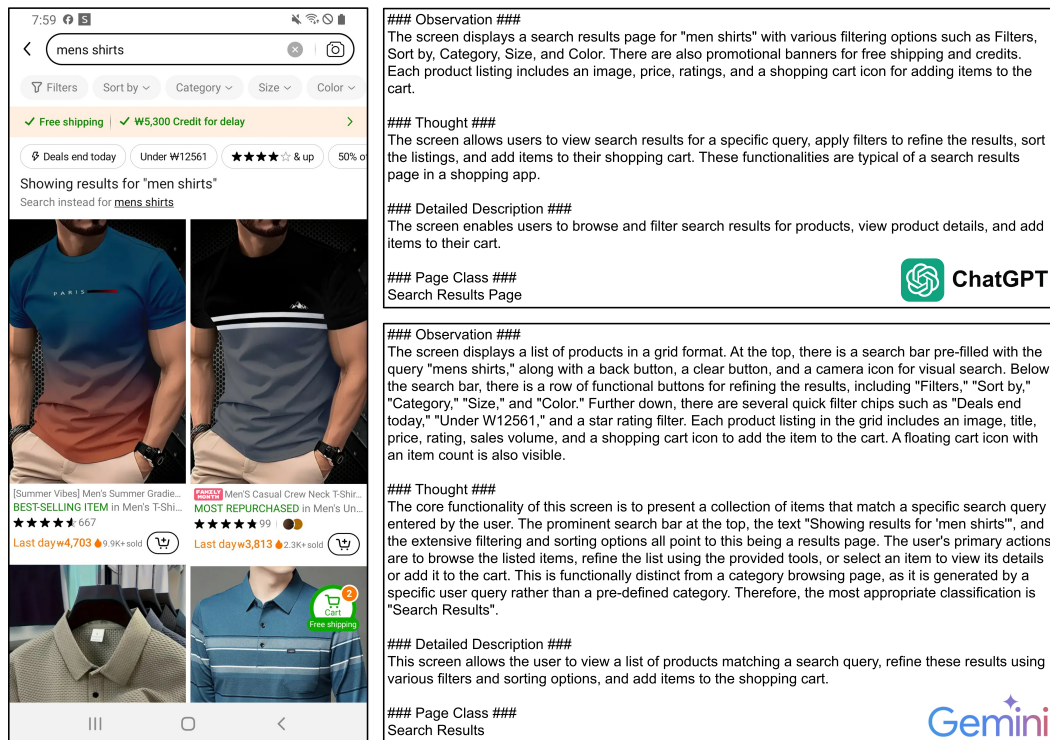 7:59
mens shirts
Filters Sort by Category Size Color
Free shipping ₩5,300 Credit for delay
Deals end today Under ₩12561 & up 50% o
Showing results for "men shirts"
Search instead for mens shirts
PARIS
[Summer Vibes] Men's Summer Gradie...
BEST-SELLING ITEM in Men's T-Shi...
667
Last day ₩4,703 9.9K+ sold
FAMILY MONTH Men'S Casual Crew Neck T-Shir...
MOST REPURCHASED in Men's Un...
99
Last day ₩3,813 2.3K+ sold
2
Cart
Free shipping
### Observation ###
The screen displays a search results page for "men shirts" with various filtering options such as Filters,
Sort by, Category, Size, and Color. There are also promotional banners for free shipping and credits.
Each product listing includes an image, price, ratings, and a shopping cart icon for adding items to the
cart.
### Thought ###
The screen allows users to view search results for a specific query, apply filters to refine the results, sort
the listings, and add items to their shopping cart. These functionalities are typical of a search results
page in a shopping app.
### Detailed Description ###
The screen enables users to browse and filter search results for products, view product details, and add
items to their cart.
### Page Class ###
Search Results Page
ChatGPT
### Observation ###
The screen displays a list of products in a grid format. At the top, there is a search bar pre-filled with the
query "mens shirts," along with a back button, a clear button, and a camera icon for visual search. Below
the search bar, there is a row of functional buttons for refining the results, including "Filters," "Sort by,"
"Category," "Size," and "Color." Further down, there are several quick filter chips such as "Deals end
today," "Under W12561," and a star rating filter. Each product listing in the grid includes an image, title,
price, rating, sales volume, and a shopping cart icon to add the item to the cart. A floating cart icon with
an item count is also visible.
### Thought ###
The core functionality of this screen is to present a collection of items that match a specific search query
entered by the user. The prominent search bar at the top, the text "Showing results for 'men shirts'", and
the extensive filtering and sorting options all point to this being a results page. The user's primary actions
are to browse the listed items, refine the list using the provided tools, or select an item to view its details
or add it to the cart. This is functionally distinct from a category browsing page, as it is generated by a
specific user query rather than a pre-defined category. Therefore, the most appropriate classification is
"Search Results".
### Detailed Description ###
This screen allows the user to view a list of products matching a search query, refine these results using
various filters and sorting options, and add items to the shopping cart.
### Page Class ###
Search Results
Gemini